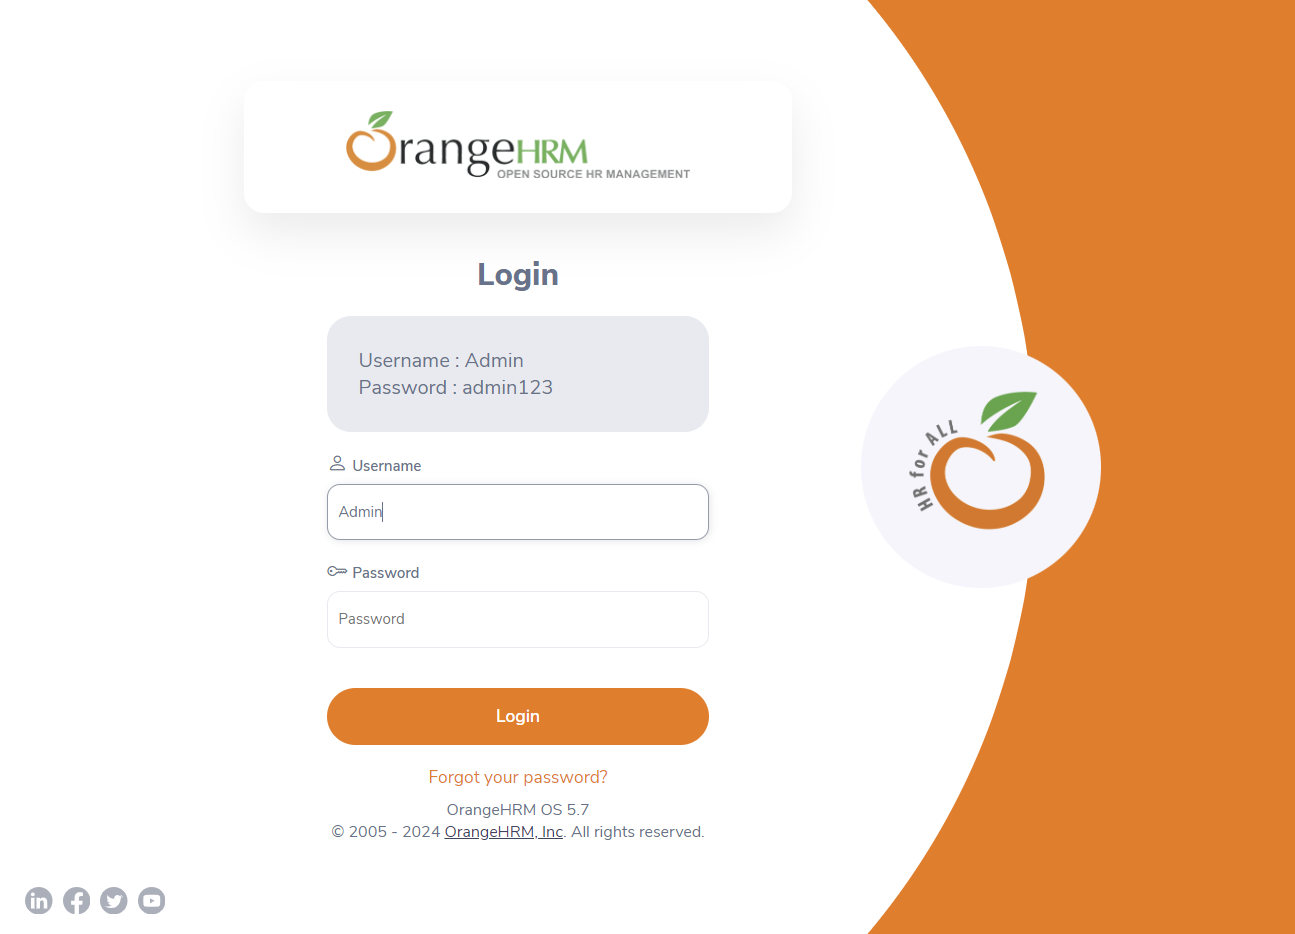 OrangeHRM
OPEN SOURCE HR MANAGEMENT
Login
Username : Admin
Password : admin123
Username
Admin
Password
Password
Login
Forgot your password?
OrangeHRM OS 5.7
© 2005 - 2024 OrangeHRM, Inc. All rights reserved.
HR for ALL